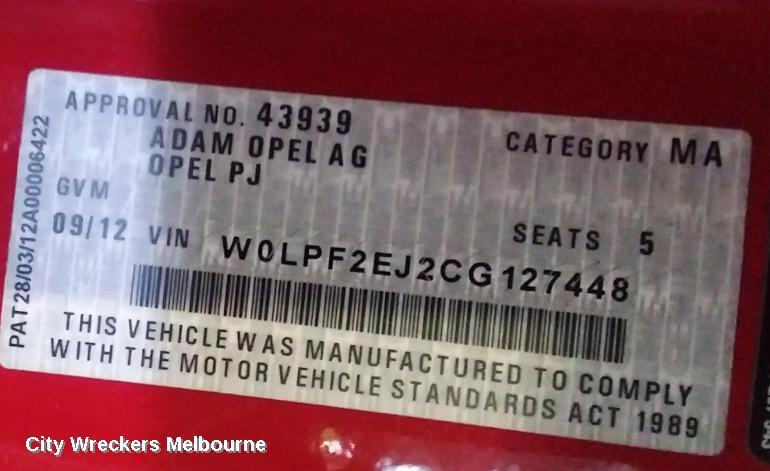 APPROVAL NO. 43939
CATEGORY MA
ADAM OPEL AG
OPEL PJ
GVM
SEATS 5
09/12 VIN W0LPF2EJ2CG127448
THIS VEHICLE WAS MANUFACTURED TO COMPLY
WITH THE MOTOR VEHICLE STANDARDS ACT 1989
PAT28/03/12A00006422
City Wreckers Melbourne